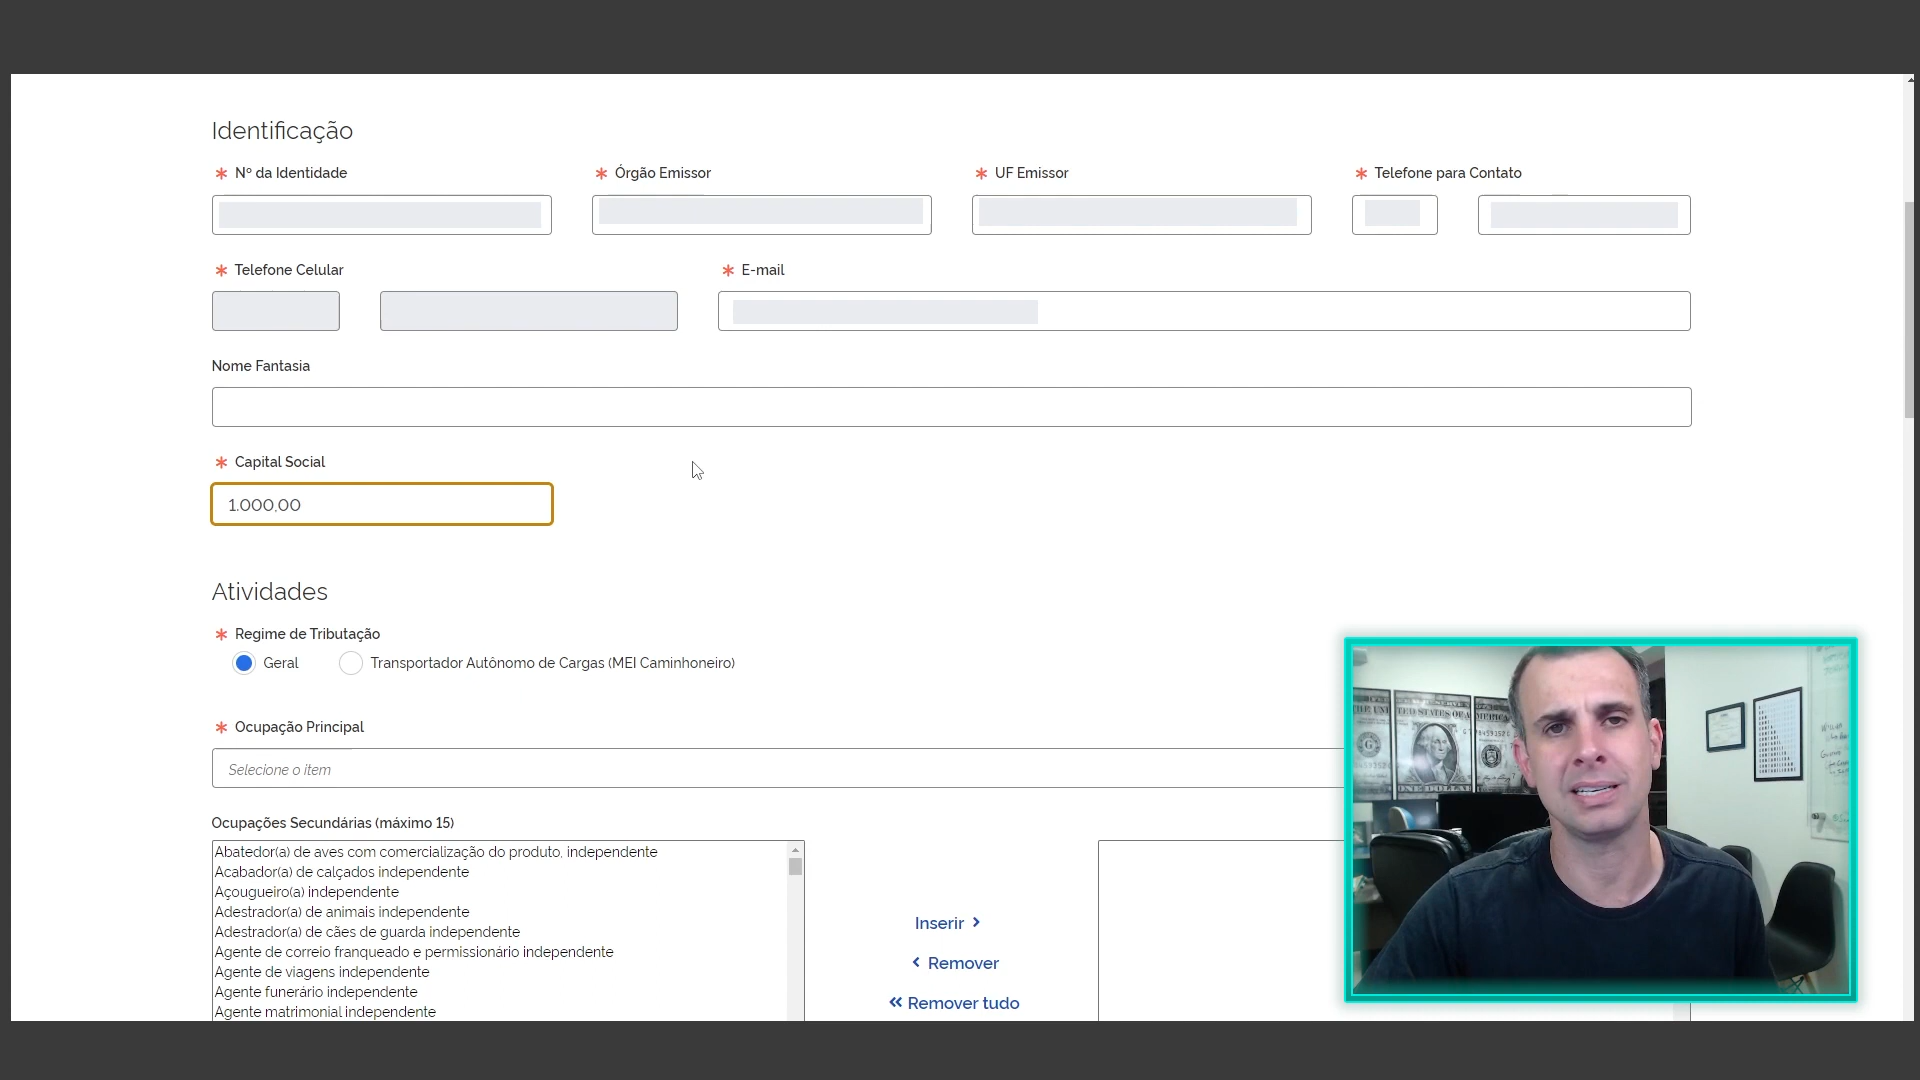 Identificação
* Nº da Identidade
* Órgão Emissor
* UF Emissor
* Telefone para Contato
* Telefone Celular
* E-mail
Nome Fantasia
* Capital Social
1.000,00
Atividades
* Regime de Tributação
Geral
Transportador Autônomo de Cargas (MEI Caminhoneiro)
* Ocupação Principal
Selecione o item
Ocupações Secundárias (máximo 15)
Abatedor(a) de aves com comercialização do produto, independente
Acabador(a) de calçados independente
Açougueiro(a) independente
Adestrador(a) de animais independente
Adestrador(a) de cães de guarda independente
Agente de correio franqueado e permissionário independente
Agente de viagens independente
Agente funerário independente
Agente matrimonial independente
Inserir >
< Remover
<< Remover tudo